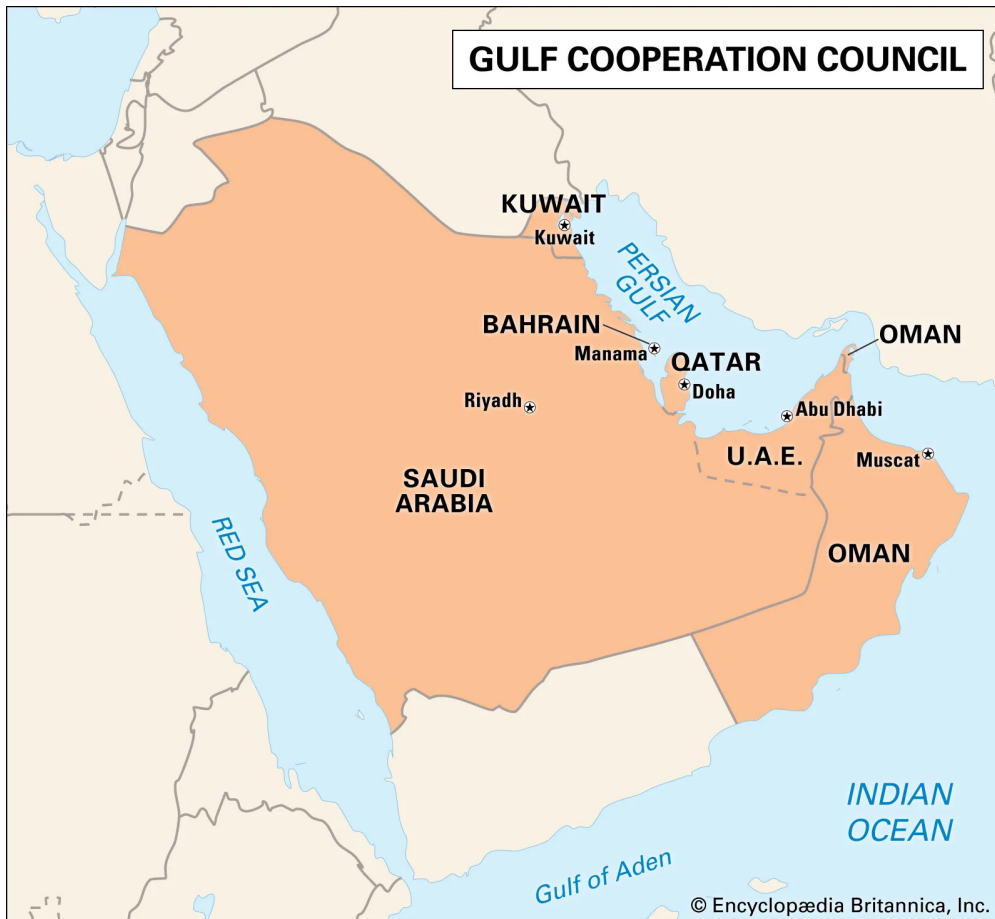 GULF COOPERATION COUNCIL
KUWAIT
Kuwait
PERSIAN
GULF
BAHRAIN
Manama
OMAN
QATAR
Doha
Riyadh
Abu Dhabi
U.A.E.
Muscat
SAUDI
ARABIA
RED SEA
OMAN
INDIAN
OCEAN
Gulf of Aden
© Encyclopædia Britannica, Inc.